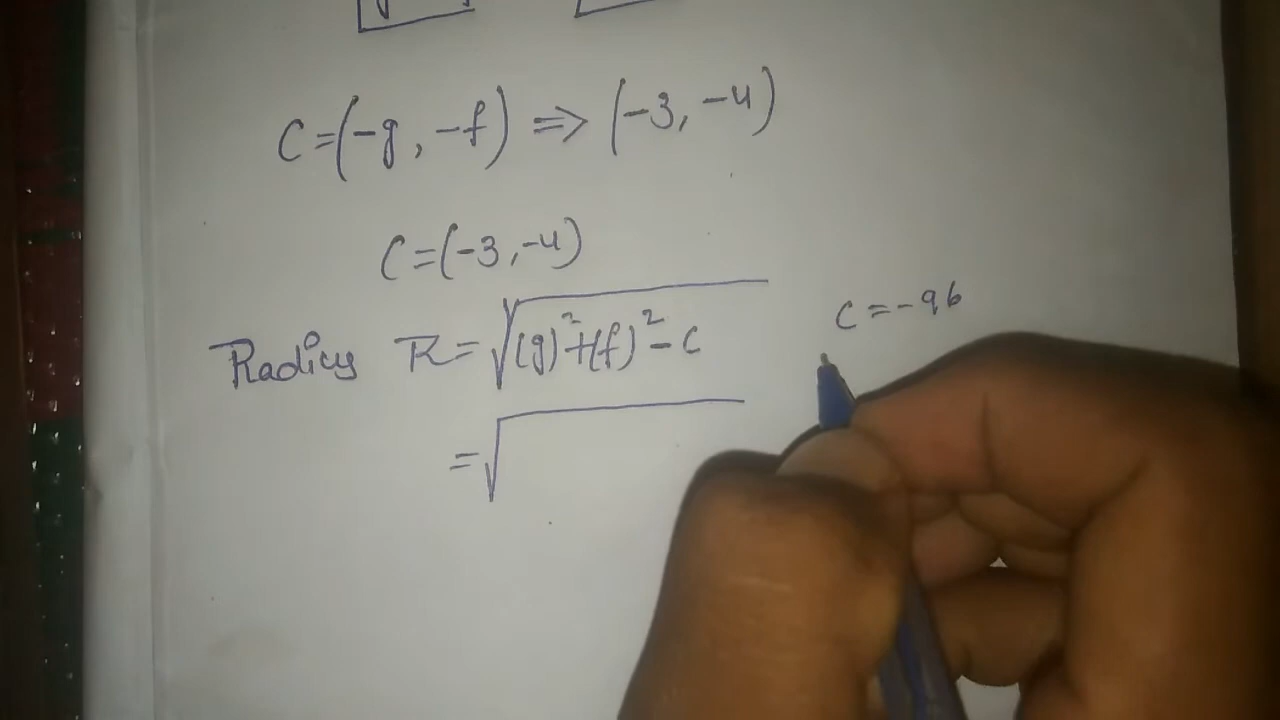 C=(-g, -f) => (-3, -4)
C=(-3, -4)
Radius R = √(g)²+(f)² - C
C = -96
= √